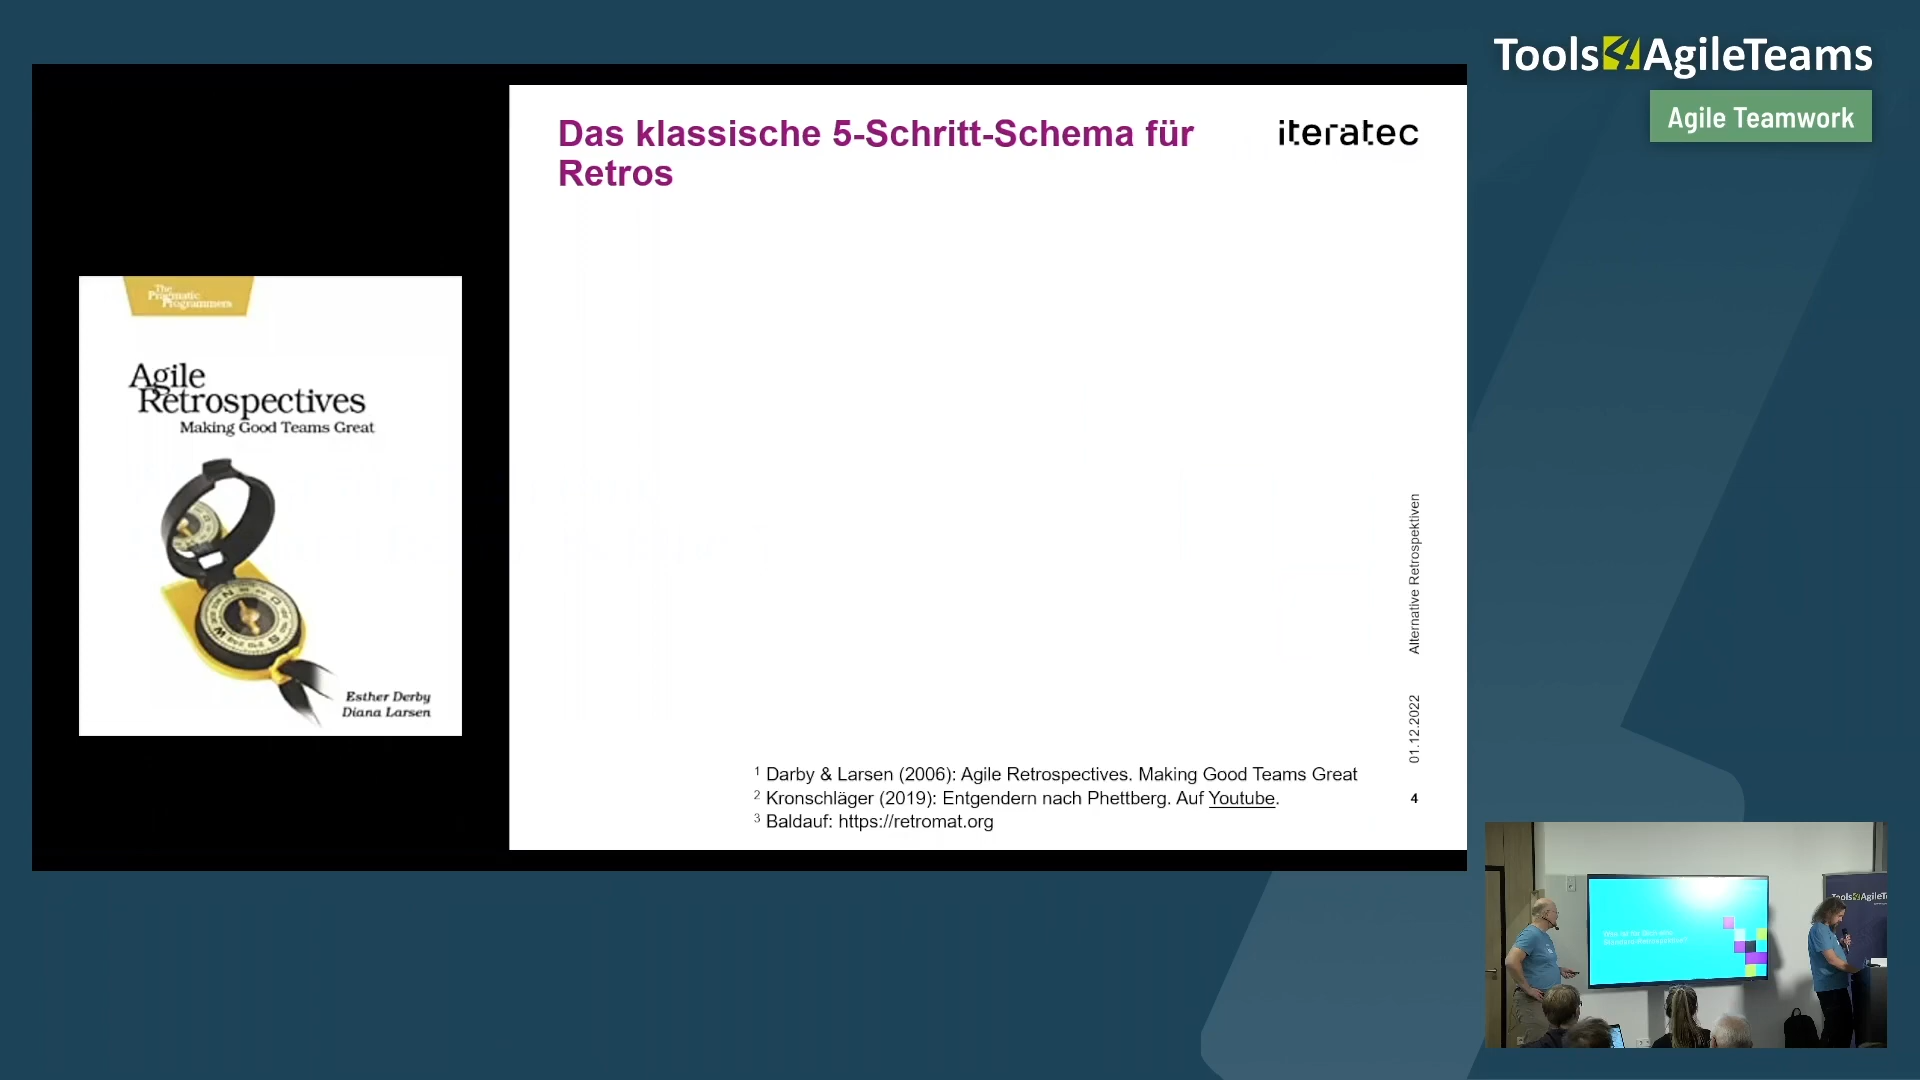 Tools4AgileTeams
Agile Teamwork
Das klassische 5-Schritt-Schema für
Retros
iteratec
The
Pragmatic
Programmers
Agile
Retrospectives
Making Good Teams Great
Esther Derby
Diana Larsen
Alternative Retrospektiven
01.12.2022
1 Darby & Larsen (2006): Agile Retrospectives. Making Good Teams Great
2 Kronschläger (2019): Entgendern nach Phettberg. Auf Youtube.
3 Baldauf: https://retromat.org
4
Tools4AgileTe